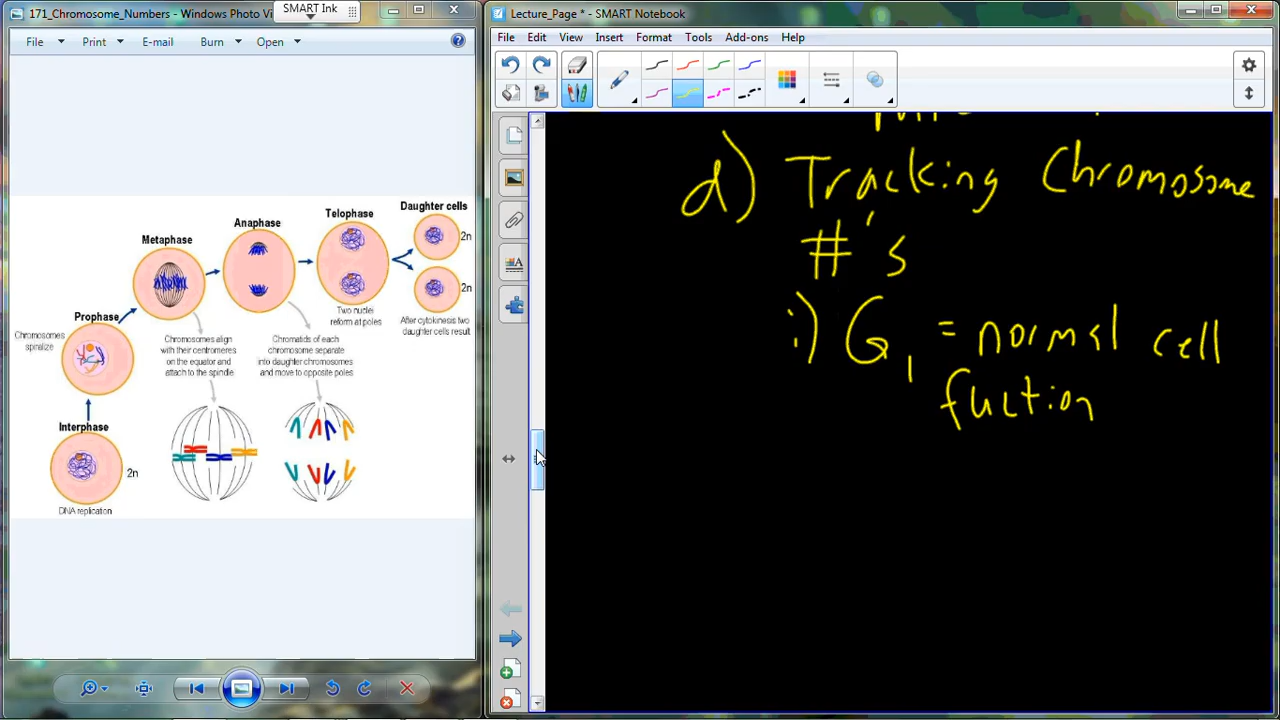 171_Chromosome_Numbers - Windows Photo Vi
SMART Ink
File Print E-mail Burn Open
Daughter cells
Telophase
Anaphase
2n
Metaphase
2n
Two nuclei
reform at poles
After cytokinesis two
daughter cells result
Prophase
Chromosomes
spiralize
Chromosomes align
with their centromeres
on the equator and
attach to the spindle
Chromatids of each
chromosome separate
into daughter chromosomes
and move to opposite poles
Interphase
2n
DNA replication
Lecture_Page * - SMART Notebook
File Edit View Insert Format Tools Add-ons Help
d) Tracking Chromosome
#'s
i) G1 = normal cell
fuction